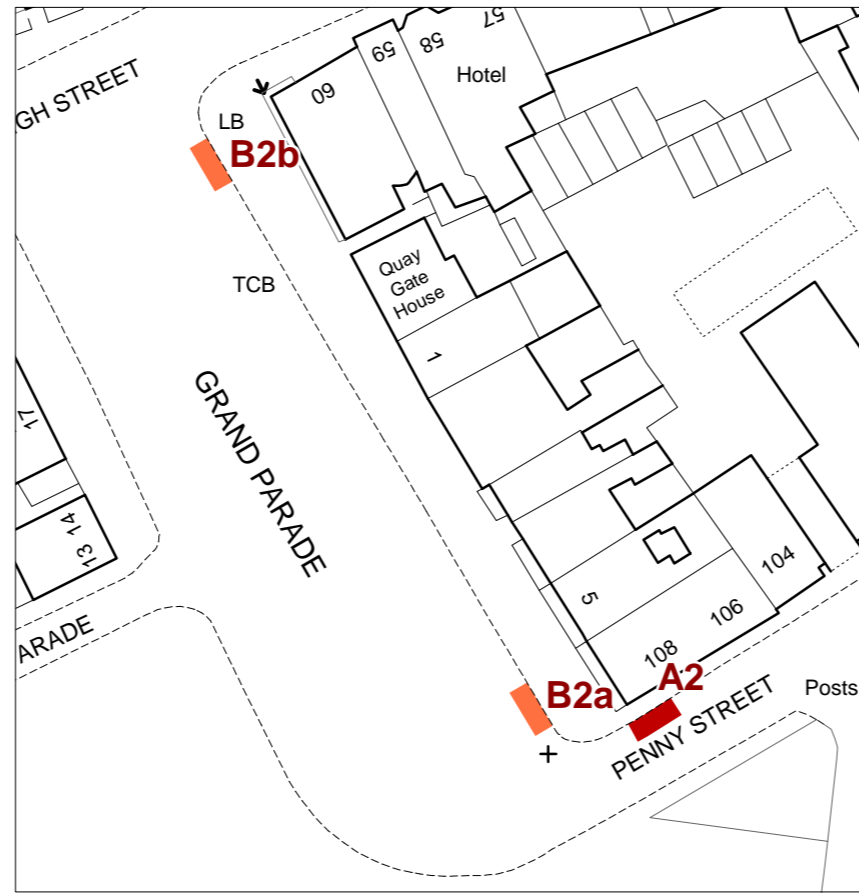 57
58
59
60
Hotel
GH STREET
LB
B2b
TCB
Quay
Gate
House
1
GRAND PARADE
17
13 14
ARADE
5
104
106
108
A2
B2a
PENNY STREET
Posts